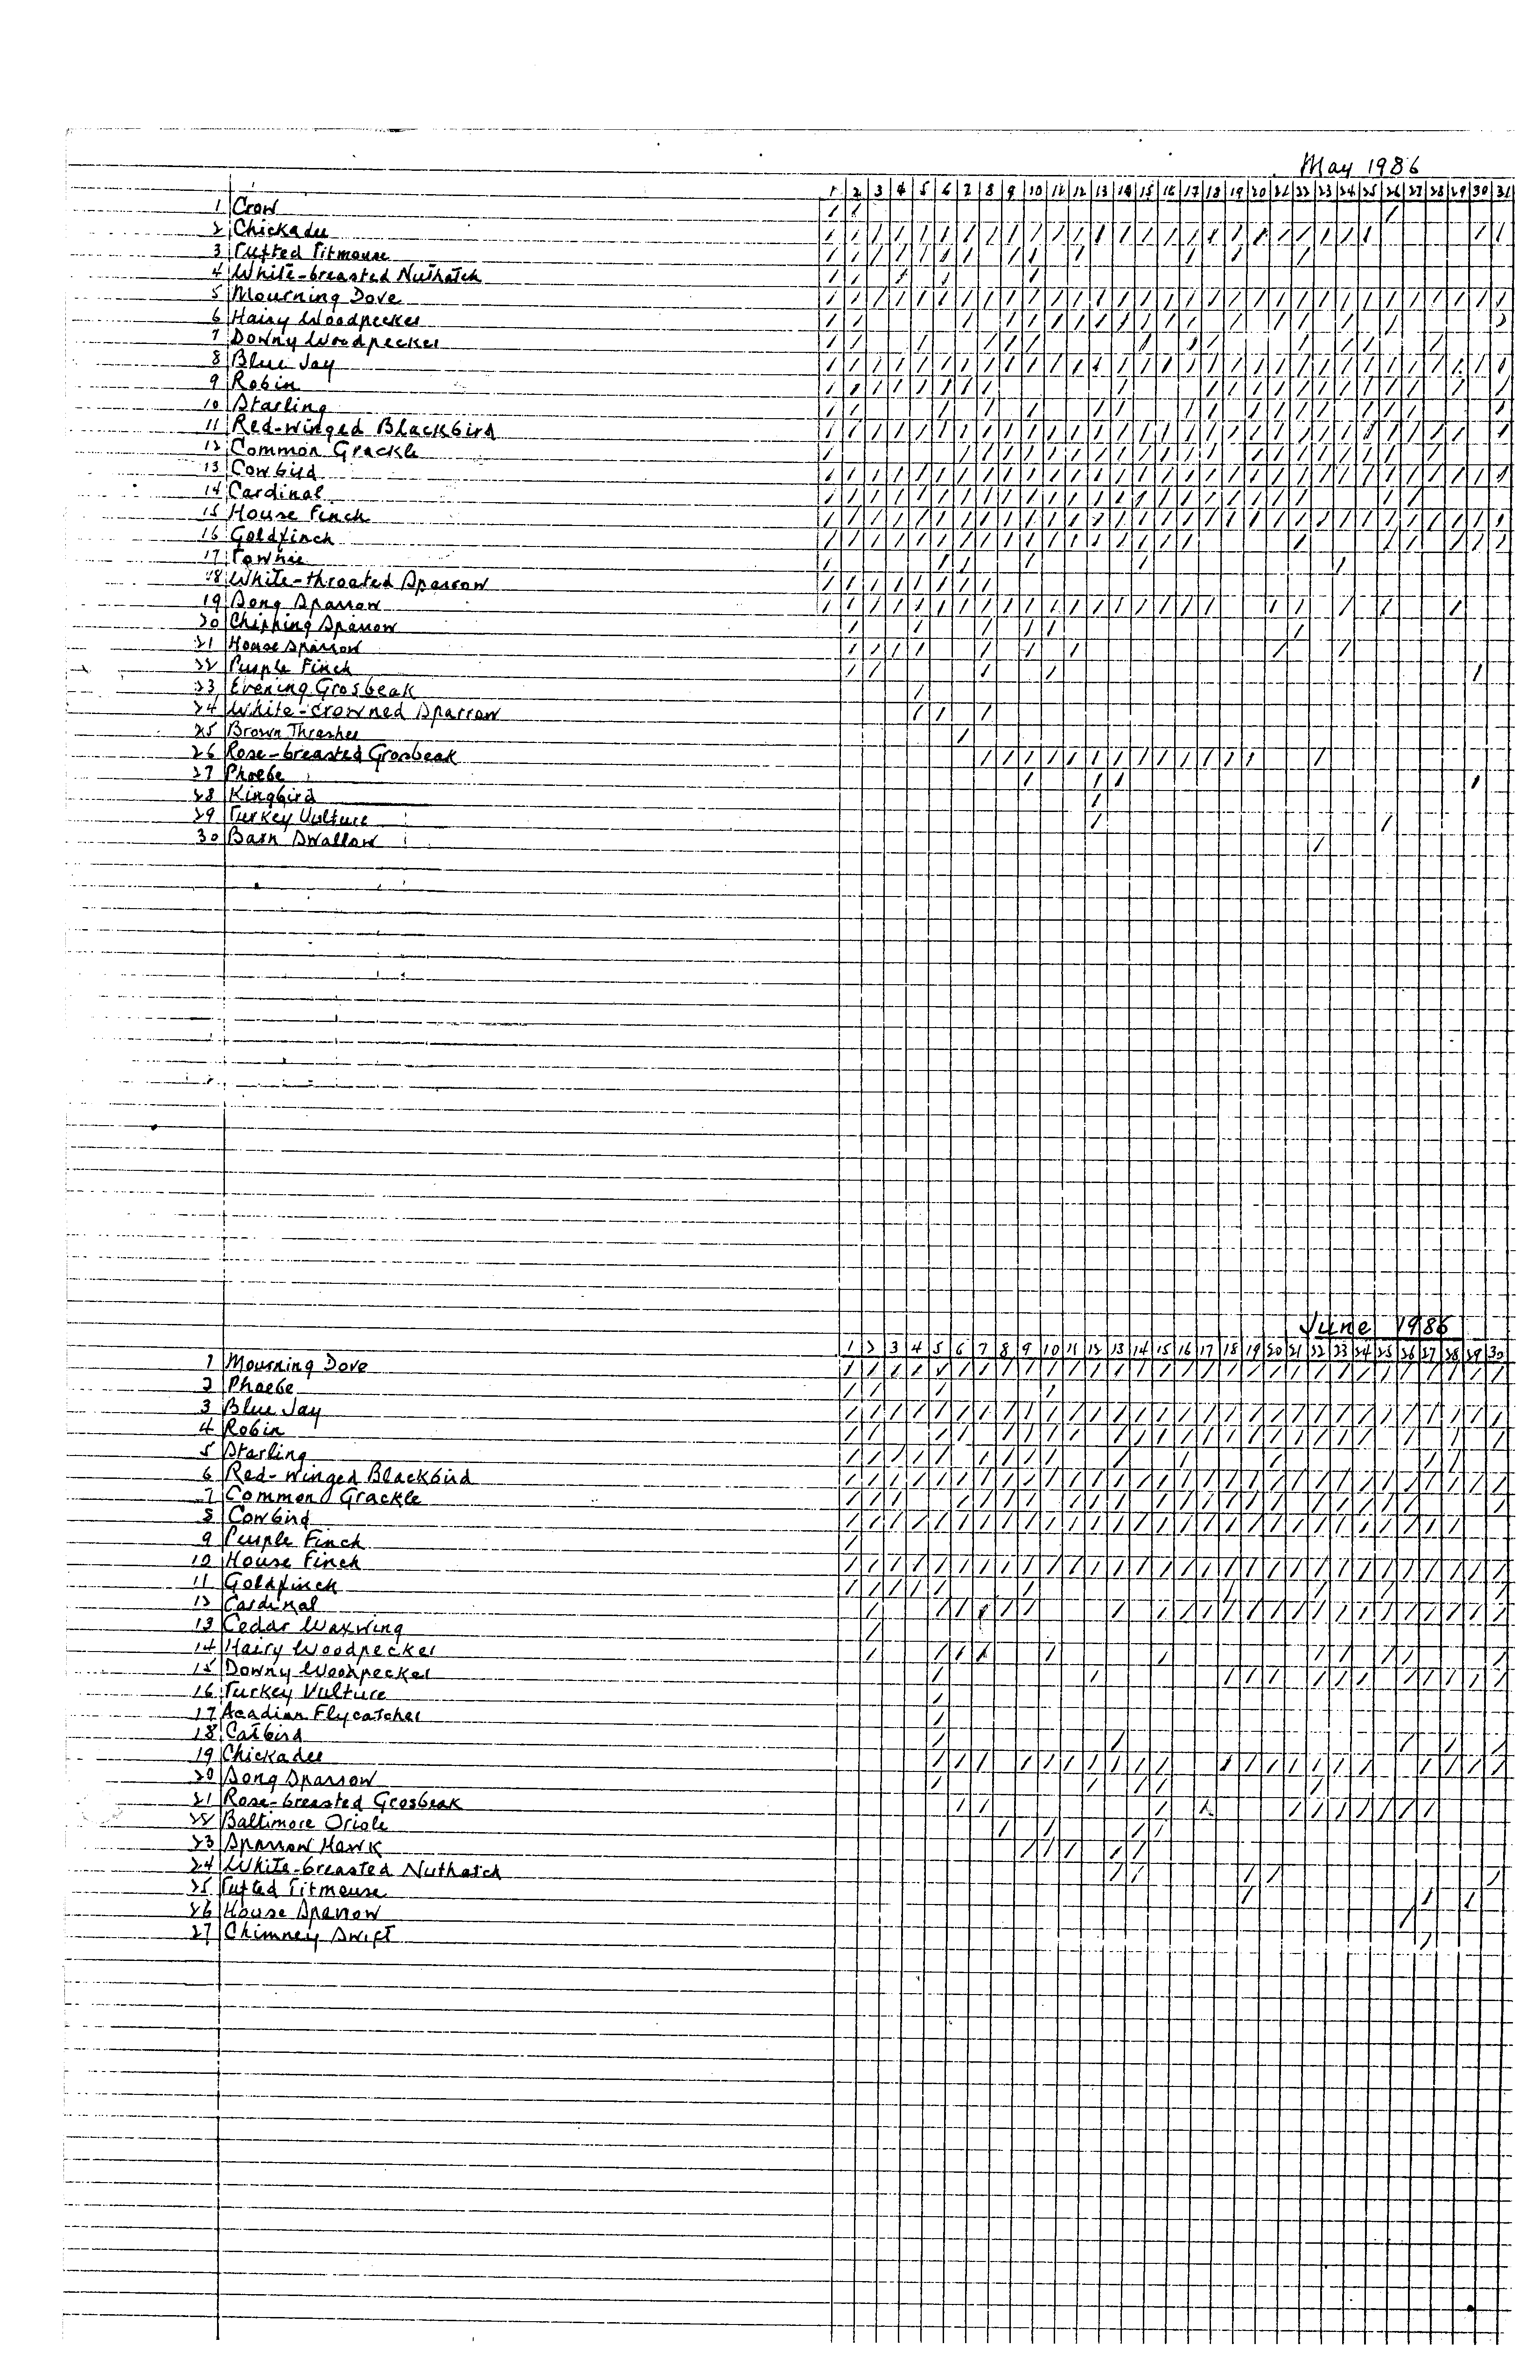 May 1986
1 2 3 4 5 6 7 8 9 10 11 12 13 14 15 16 17 18 19 20 21 22 23 24 25 26 27 28 29 30 31
1 Crow
2 Chickadee
3 Tufted Titmouse
4 White-breasted Nuthatch
5 Mourning Dove
6 Hairy Woodpecker
7 Downy Woodpecker
8 Blue Jay
9 Robin
10 Starling
11 Red-winged Blackbird
12 Common Grackle
13 Cowbird
14 Cardinal
15 House Finch
16 Goldfinch
17 Towhee
18 White-throated Sparrow
19 Song Sparrow
20 Chipping Sparrow
21 House Sparrow
22 Purple Finch
23 Evening Grosbeak
24 White-crowned Sparrow
25 Brown Thrasher
26 Rose-breasted Grosbeak
27 Phoebe
28 Kingbird
29 Turkey Vulture
30 Barn Swallow
June 1986
1 2 3 4 5 6 7 8 9 10 11 12 13 14 15 16 17 18 19 20 21 22 23 24 25 26 27 28 29 30
1 Mourning Dove
2 Phoebe
3 Blue Jay
4 Robin
5 Starling
6 Red-winged Blackbird
7 Common Grackle
8 Cowbird
9 Purple Finch
10 House Finch
11 Goldfinch
12 Cardinal
13 Cedar Waxwing
14 Hairy Woodpecker
15 Downy Woodpecker
16 Turkey Vulture
17 Acadian Flycatcher
18 Catbird
19 Chickadee
20 Song Sparrow
21 Rose-breasted Grosbeak
22 Baltimore Oriole
23 Sparrow Hawk
24 White-breasted Nuthatch
25 Tufted Titmouse
26 House Sparrow
27 Chimney Swift